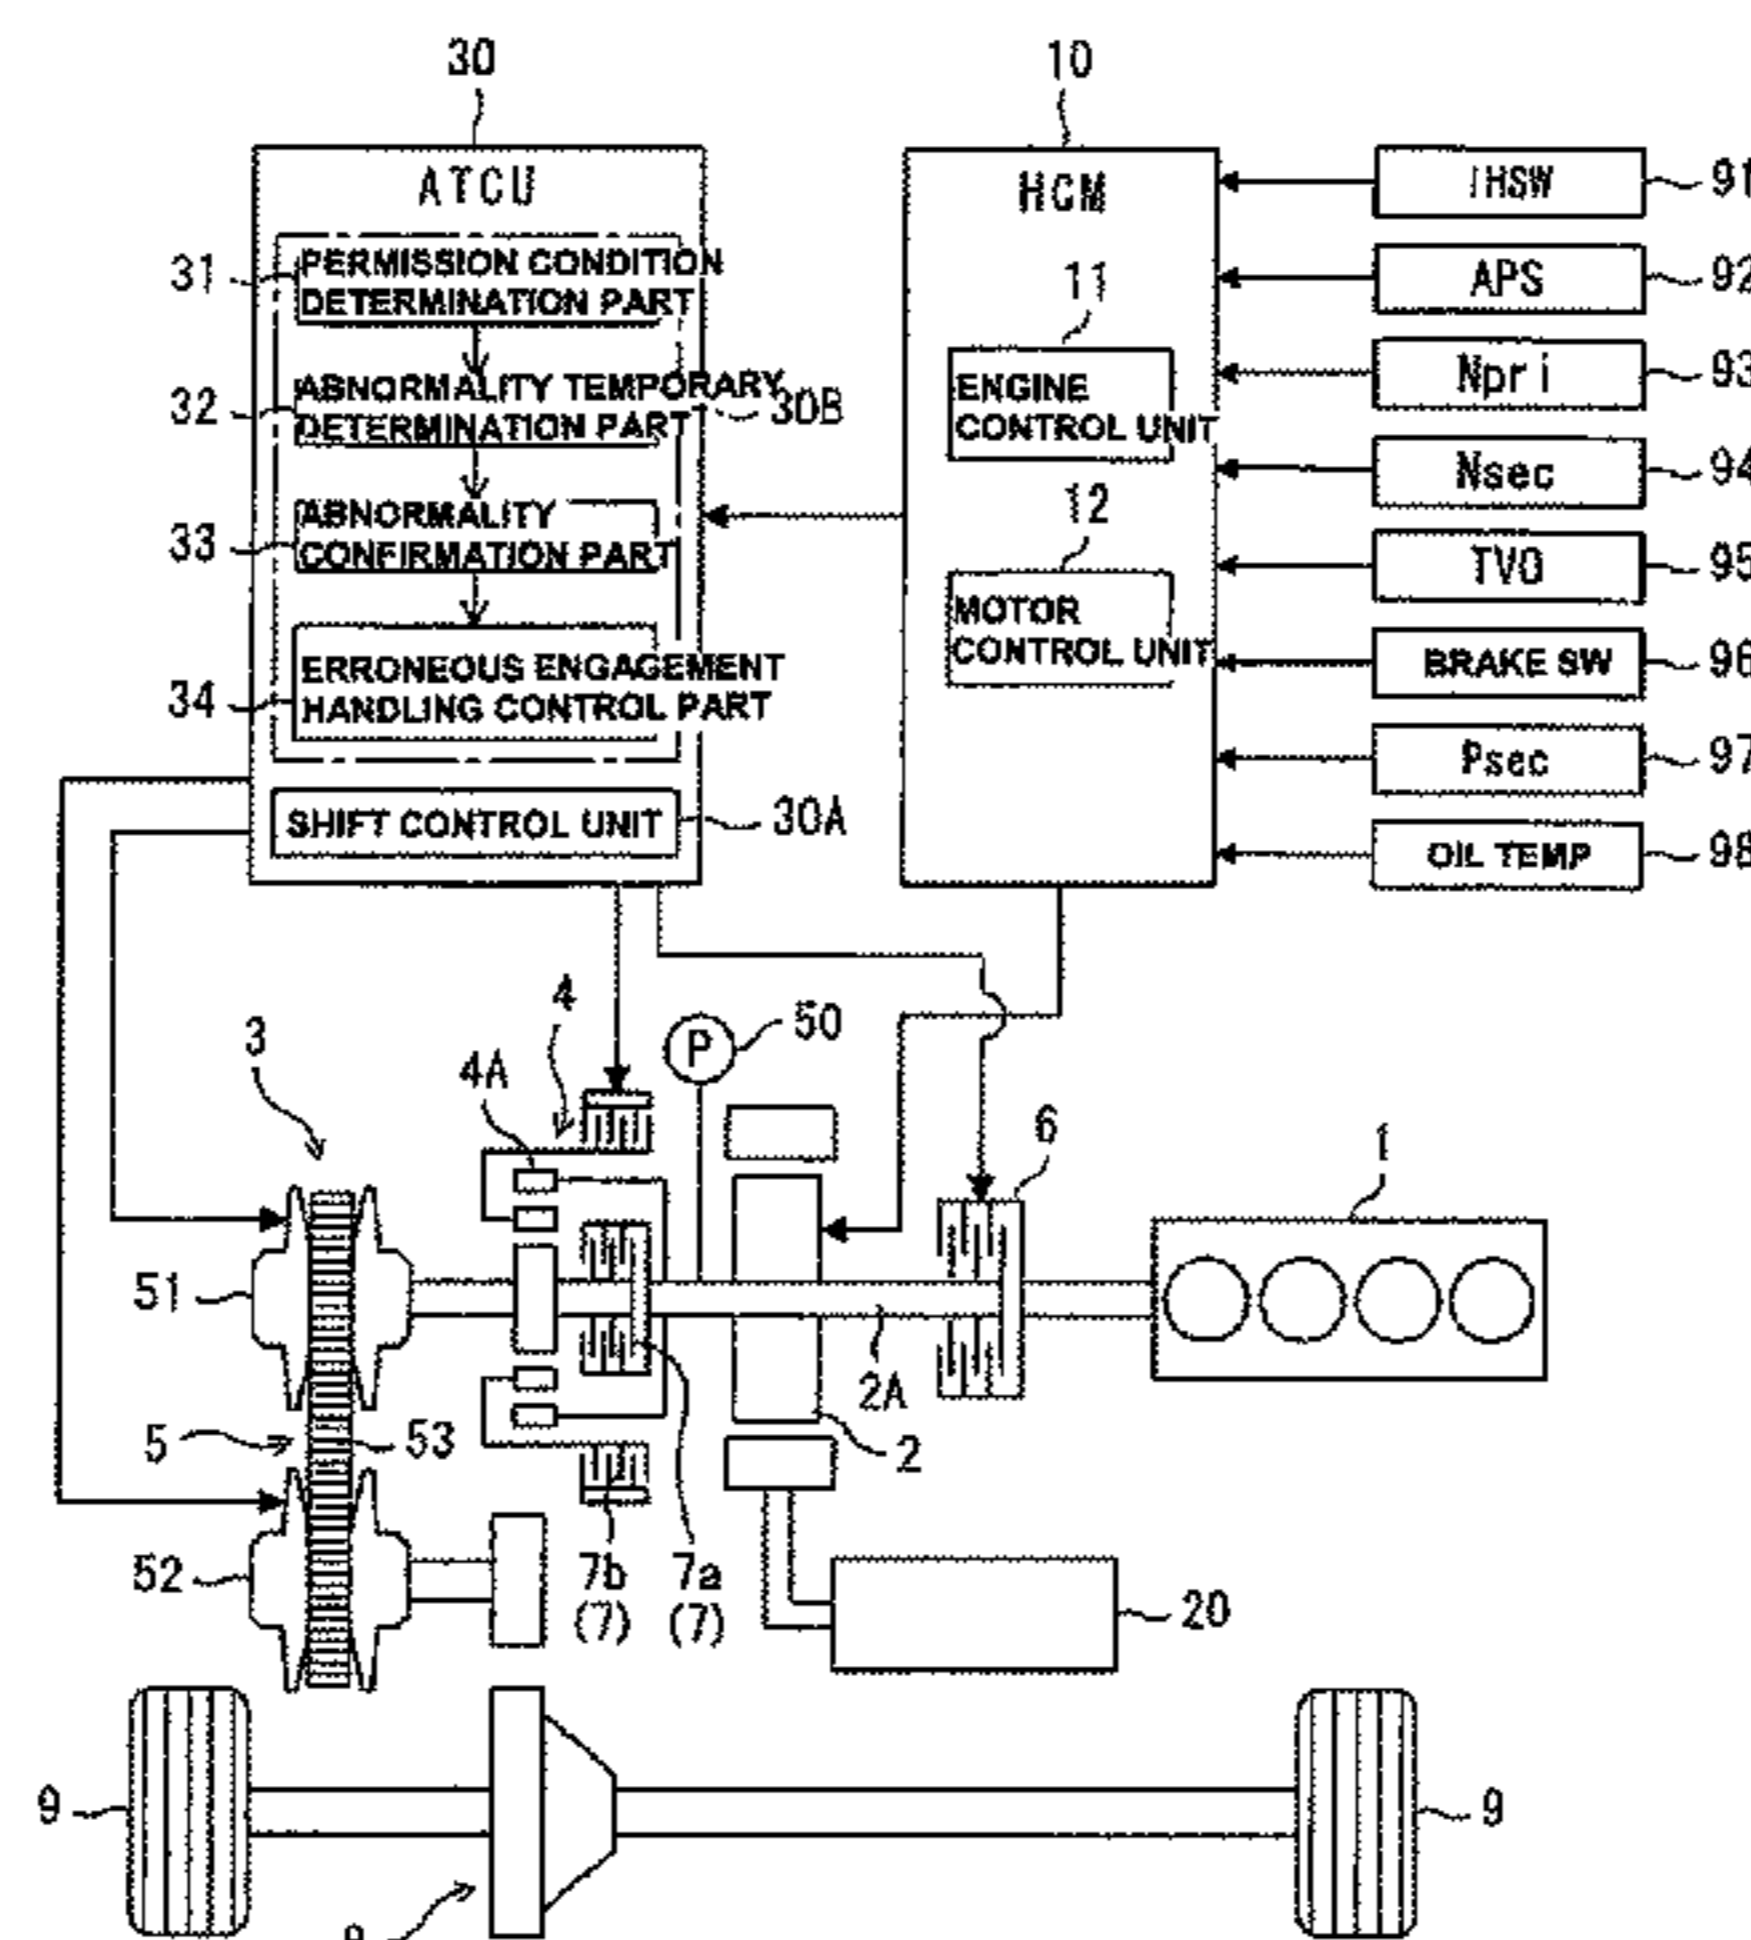 30
10
ATCU
HCM
IHSW
91
31
PERMISSION CONDITION
DETERMINATION PART
11
APS
92
32
ABNORMALITY TEMPORARY
DETERMINATION PART
30B
ENGINE
CONTROL UNIT
Npri
93
Nsec
94
33
ABNORMALITY
CONFIRMATION PART
12
TVO
95
MOTOR
CONTROL UNIT
BRAKE SW
96
34
ERRONEOUS ENGAGEMENT
HANDLING CONTROL PART
Psec
97
SHIFT CONTROL UNIT
30A
OIL TEMP
98
3
4
4A
P
50
6
1
51
2A
5
53
2
52
7b
(7)
7a
(7)
20
9
9